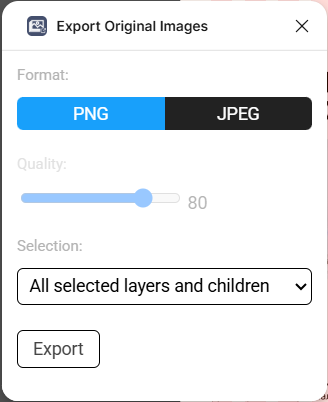 Export Original Images
Format:
PNG
JPEG
Quality:
80
Selection:
All selected layers and children
Export